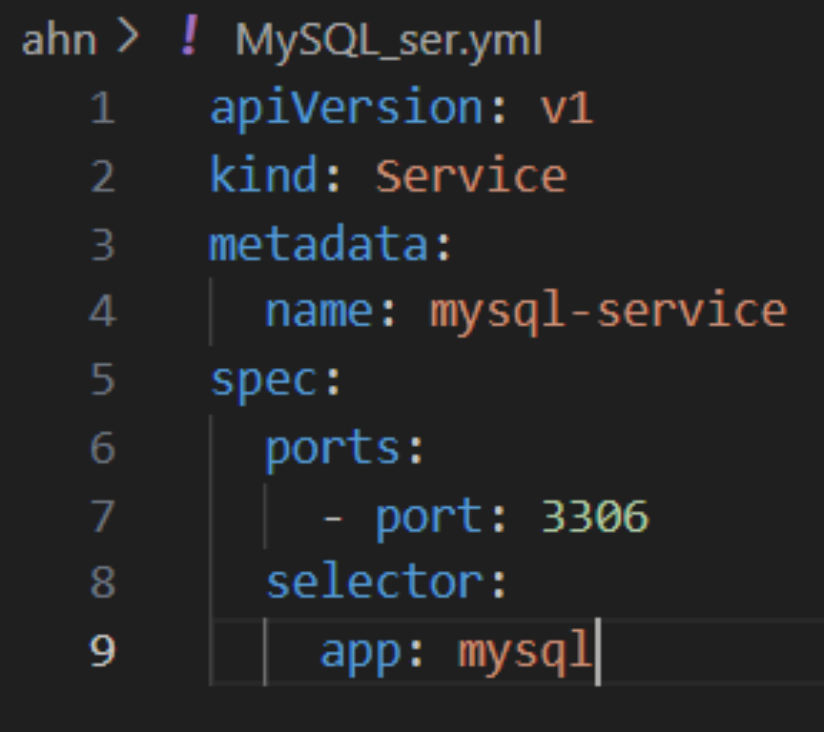 ahn > ! MySQL_ser.yml
1 apiVersion: v1
2 kind: Service
3 metadata:
4   name: mysql-service
5 spec:
6   ports:
7     - port: 3306
8   selector:
9     app: mysql